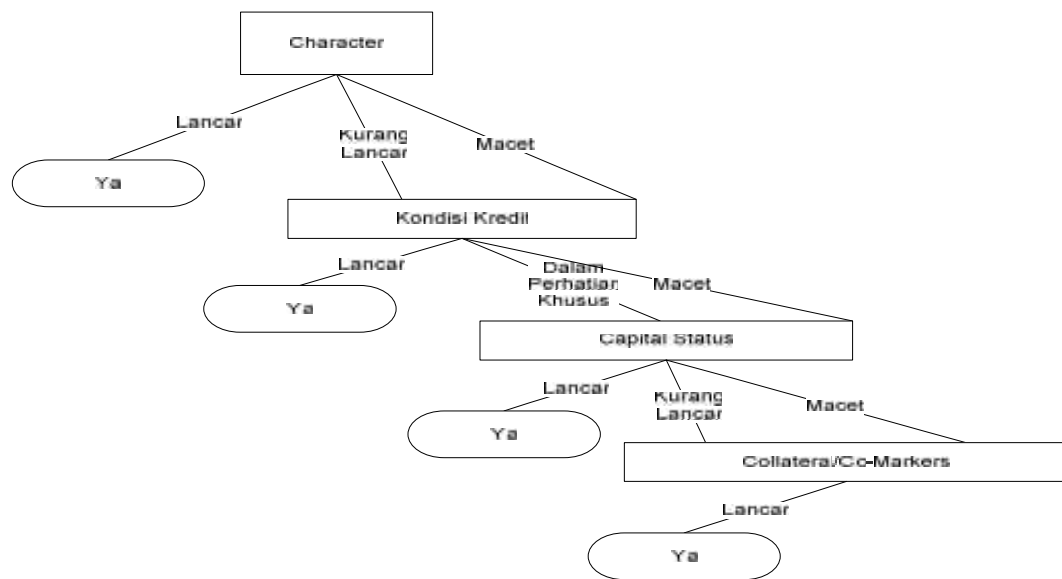 Character
Lancar
Kurang
Lancar
Macet
Ya
Kondisi Kredit
Lancar
Dalam
Perhatian
Khusus
Macet
Ya
Capital Status
Lancar
Kurang
Lancar
Macet
Ya
Collateral/Co-Markers
Lancar
Ya